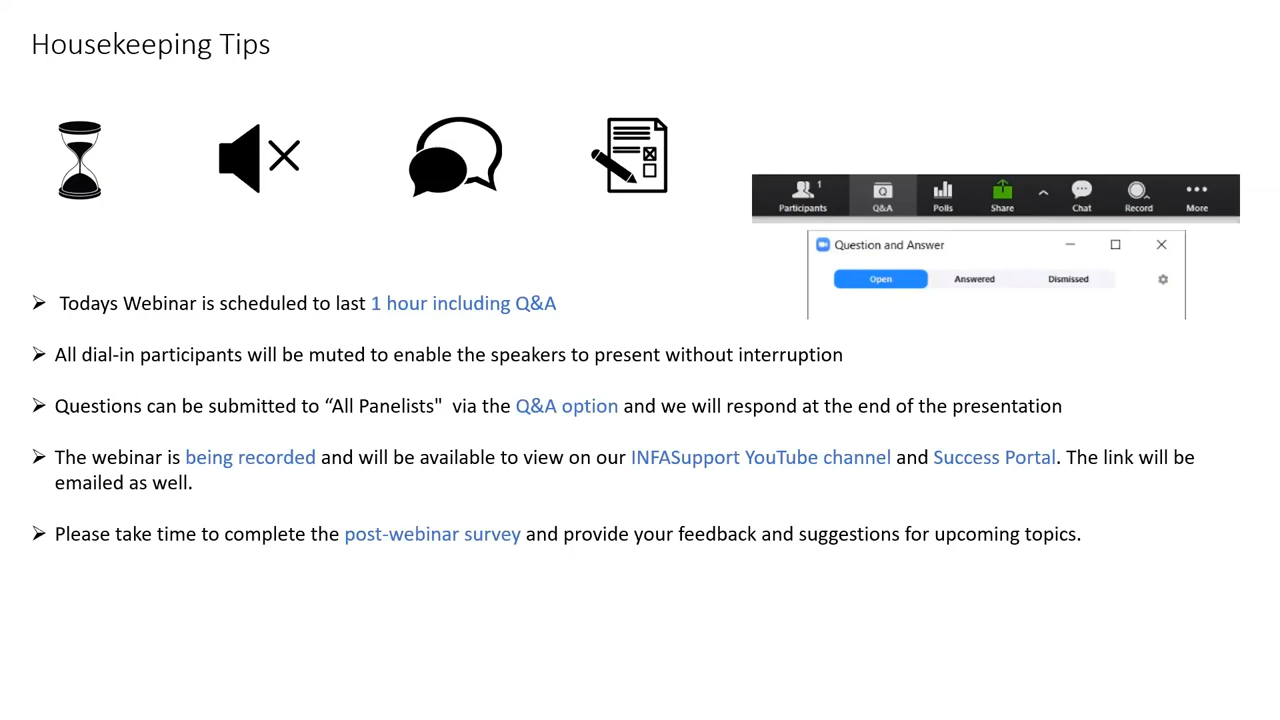 Housekeeping Tips
1
Participants
Q
Q&A
Polls
Share
Chat
Record
More
Question and Answer
Open
Answered
Dismissed
➢ Todays Webinar is scheduled to last 1 hour including Q&A
➢ All dial-in participants will be muted to enable the speakers to present without interruption
➢ Questions can be submitted to “All Panelists" via the Q&A option and we will respond at the end of the presentation
➢ The webinar is being recorded and will be available to view on our INFASupport YouTube channel and Success Portal. The link will be
emailed as well.
➢ Please take time to complete the post-webinar survey and provide your feedback and suggestions for upcoming topics.